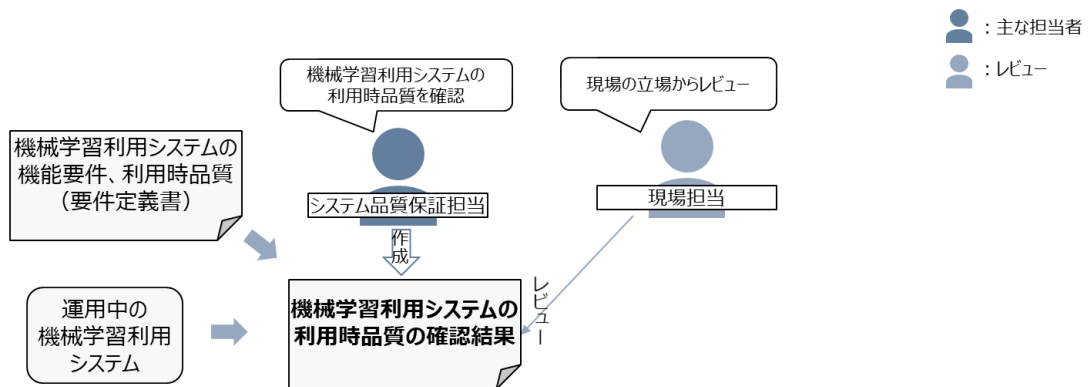 ：主な担当者
：レビュー
機械学習利用システムの
利用時品質を確認
現場の立場からレビュー
機械学習利用システムの
機能要件、利用時品質
（要件定義書）
システム品質保証担当
現場担当
作成
レビュー
運用中の
機械学習利用
システム
機械学習利用システムの
利用時品質の確認結果